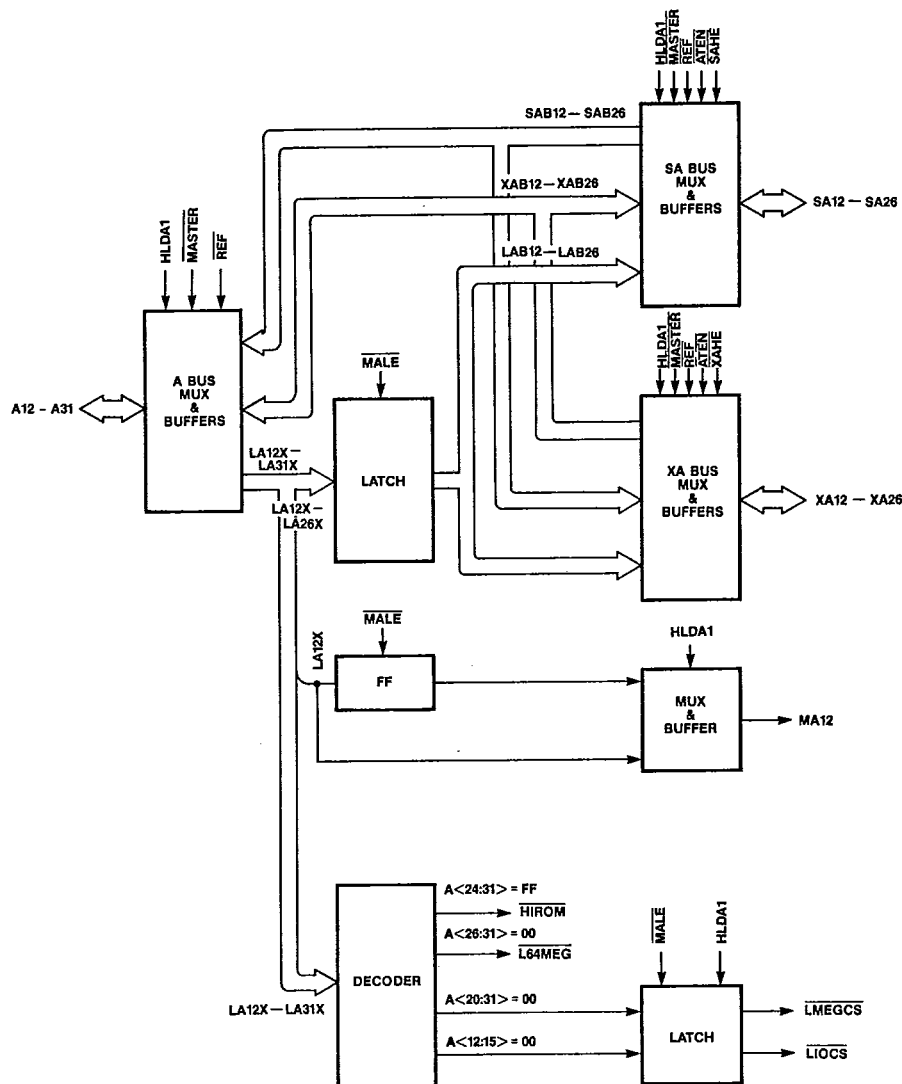 HLDA1
MASTER
REF
ATEN
SAHE
SAB12 — SAB26
SA BUS
MUX
&
BUFFERS
SA12 — SA26
XAB12 — XAB26
LAB12 — LAB26
HLDA1
MASTER
REF
HLDA1
MASTER
REF
ATEN
XAHE
A12 - A31
A BUS
MUX
&
BUFFERS
MALE
LA12X —
LA31X
LATCH
LA12X —
LA26X
XA BUS
MUX
&
BUFFERS
XA12 — XA26
LA12X
MALE
FF
HLDA1
MUX
&
BUFFER
MA12
A<24:31> = FF
HIROM
A<26:31> = 00
L64MEG
DECODER
LA12X — LA31X
A<20:31> = 00
A<12:15> = 00
MALE
HLDA1
LATCH
LMEGCS
LIOCS